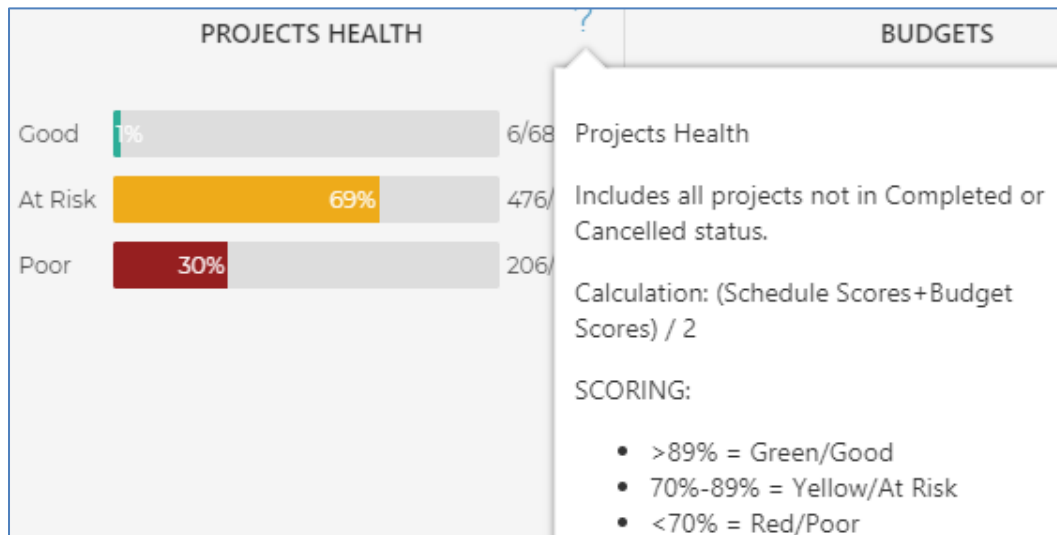 PROJECTS HEALTH
?
BUDGETS
Good
1%
6/68
At Risk
69%
476/
Poor
30%
206/
Projects Health
Includes all projects not in Completed or
Cancelled status.
Calculation: (Schedule Scores+Budget
Scores) / 2
SCORING:
• >89% = Green/Good
• 70%-89% = Yellow/At Risk
• <70% = Red/Poor